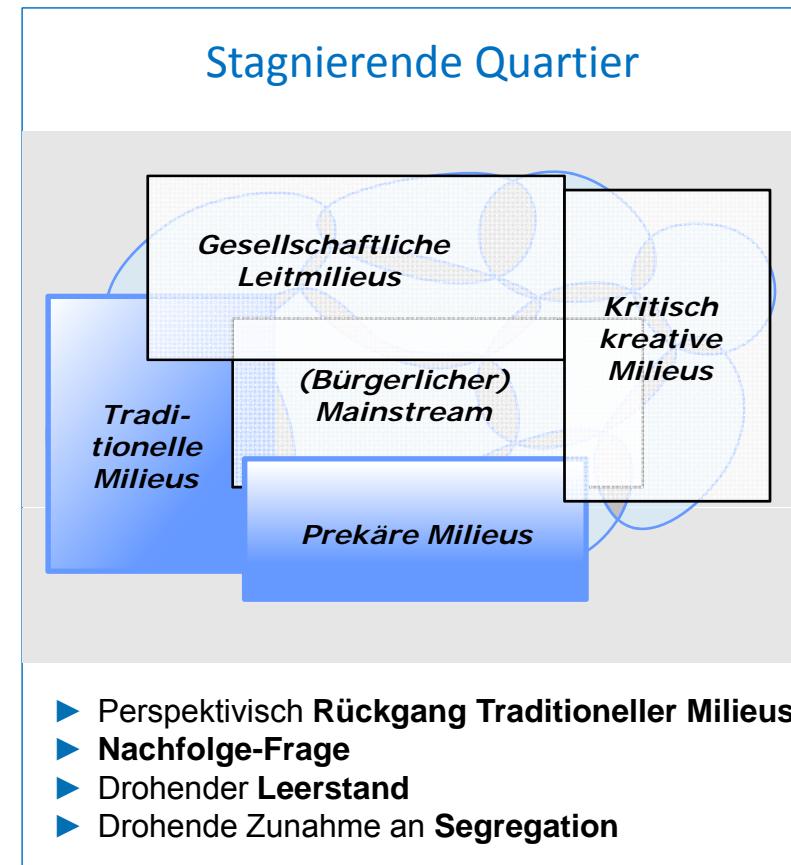 Stagnierende Quartier
Gesellschaftliche
Leitmilieus
Kritisch
kreative
Milieus
(Bürgerlicher)
Mainstream
Tradi-
tionelle
Milieus
Prekäre Milieus
► Perspektivisch Rückgang Traditioneller Milieus
► Nachfolge-Frage
► Drohender Leerstand
► Drohende Zunahme an Segregation